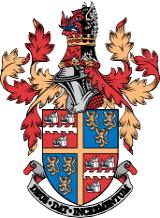 DEUS · DAT · INCREMENTUM